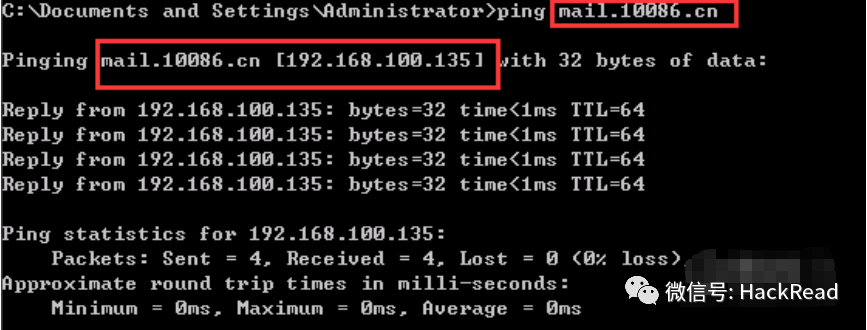 C:\Documents and Settings\Administrator>ping mail.10086.cn
Pinging mail.10086.cn [192.168.100.135] with 32 bytes of data:
Reply from 192.168.100.135: bytes=32 time<1ms TTL=64
Reply from 192.168.100.135: bytes=32 time<1ms TTL=64
Reply from 192.168.100.135: bytes=32 time<1ms TTL=64
Reply from 192.168.100.135: bytes=32 time<1ms TTL=64
Ping statistics for 192.168.100.135:
Packets: Sent = 4, Received = 4, Lost = 0 (0% loss),
Approximate round trip times in milli-seconds:
Minimum = 0ms, Maximum = 0ms, Average = 0ms
微信号: HackRead